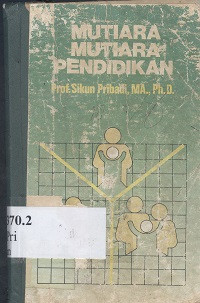 MUTIARA
MUTIARA
PENDIDIKAN
Prof. Sikun Pribadi, MA., Ph. D.
370.2
Pri
m